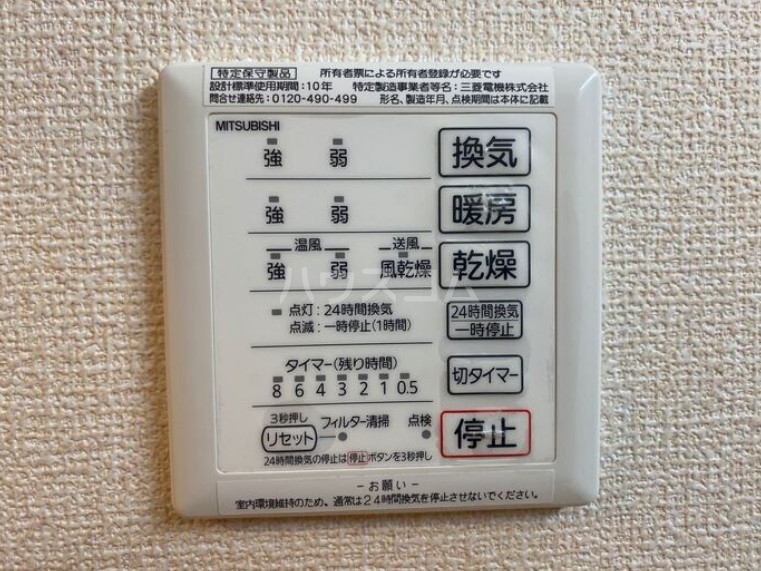 特定保守製品 所有者票による所有者登録が必要です
設計標準使用期間:10年 特定製造事業者等名:三菱電機株式会社
問合せ連絡先:0120-490-499 形名、製造年月、点検期間は本体に記載
MITSUBISHI
強 弱 換気
強 弱 暖房
温風 送風
強 弱 風乾燥 乾燥
ハウスコム
点灯:24時間換気
点滅:一時停止(1時間)
24時間換気
一時停止
タイマー(残り時間)
8 6 4 3 2 1 0.5
切タイマー
3秒押し
リセット フィルター清掃 点検
停止
24時間換気の停止は停止ボタンを3秒押し
-お願い-
室内環境維持のため、通常は24時間換気を停止させないでください。